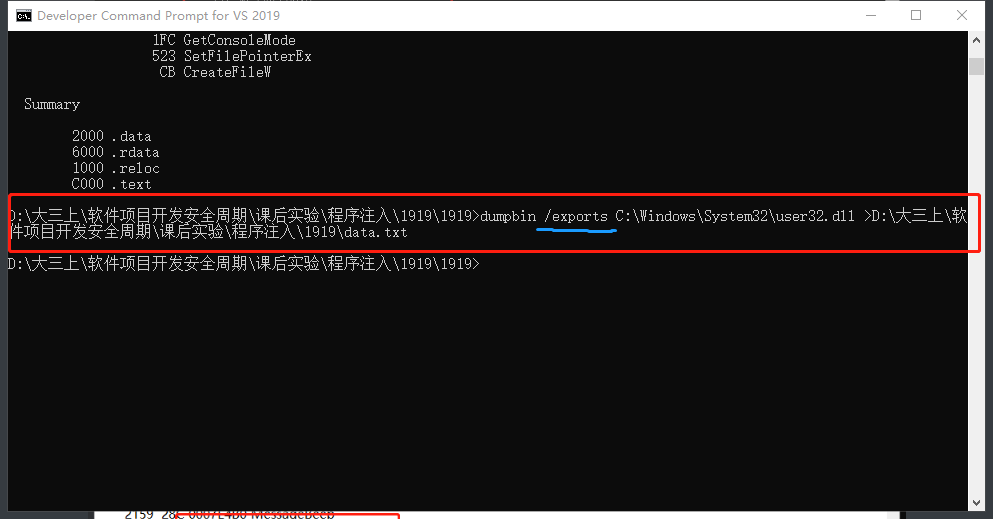 Developer Command Prompt for VS 2019
1FC GetConsoleMode
523 SetFilePointerEx
CB CreateFileW
Summary
2000 .data
6000 .rdata
1000 .reloc
C000 .text
D:\大三上\软件项目开发安全周期\课后实验\程序注入\1919\1919>dumpbin /exports C:\Windows\System32\user32.dll >D:\大三上\软
件项目开发安全周期\课后实验\程序注入\1919\data.txt
D:\大三上\软件项目开发安全周期\课后实验\程序注入\1919\1919>
2159 28C 0007E4B0 MessageBeep